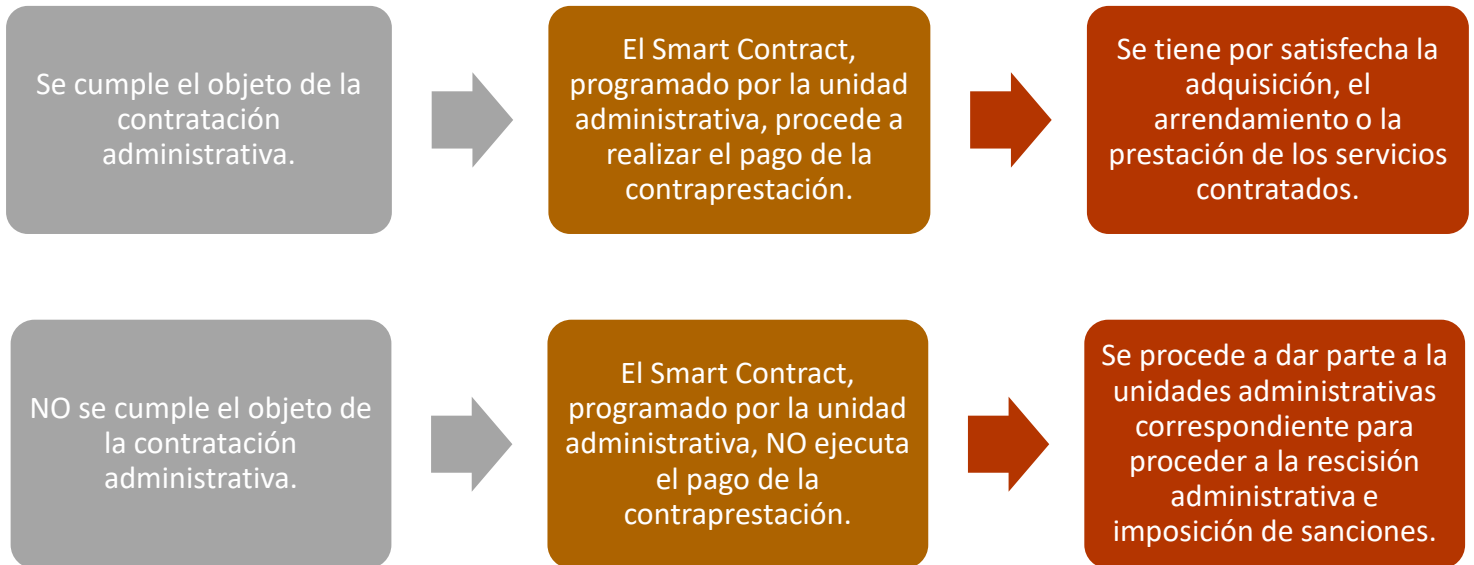 Se cumple el objeto de la
contratación
administrativa.
El Smart Contract,
programado por la unidad
administrativa, procede a
realizar el pago de la
contraprestación.
Se tiene por satisfecha la
adquisición, el
arrendamiento o la
prestación de los servicios
contratados.
NO se cumple el objeto de
la contratación
administrativa.
El Smart Contract,
programado por la unidad
administrativa, NO ejecuta
el pago de la
contraprestación.
Se procede a dar parte a la
unidades administrativas
correspondiente para
proceder a la rescisión
administrativa e
imposición de sanciones.